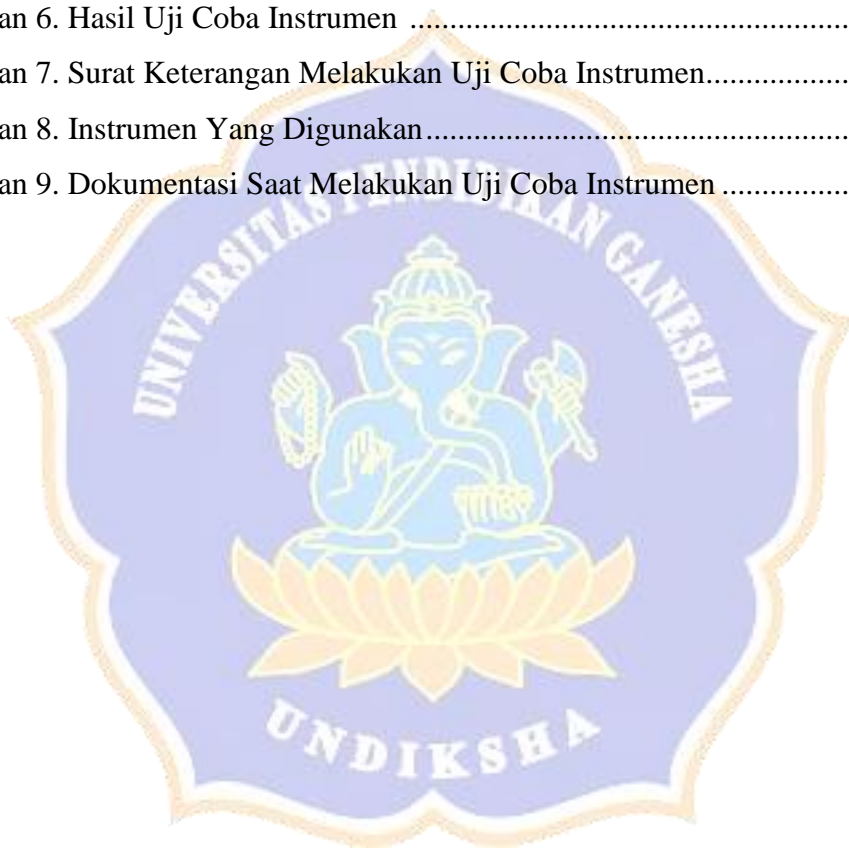 an 6. Hasil Uji Coba Instrumen ......................................................
an 7. Surat Keterangan Melakukan Uji Coba Instrumen..................
an 8. Instrumen Yang Digunakan.....................................................
an 9. Dokumentasi Saat Melakukan Uji Coba Instrumen ................
UNIVERSITAS PENDIDIKAN GANESHA
UNDIKSHA